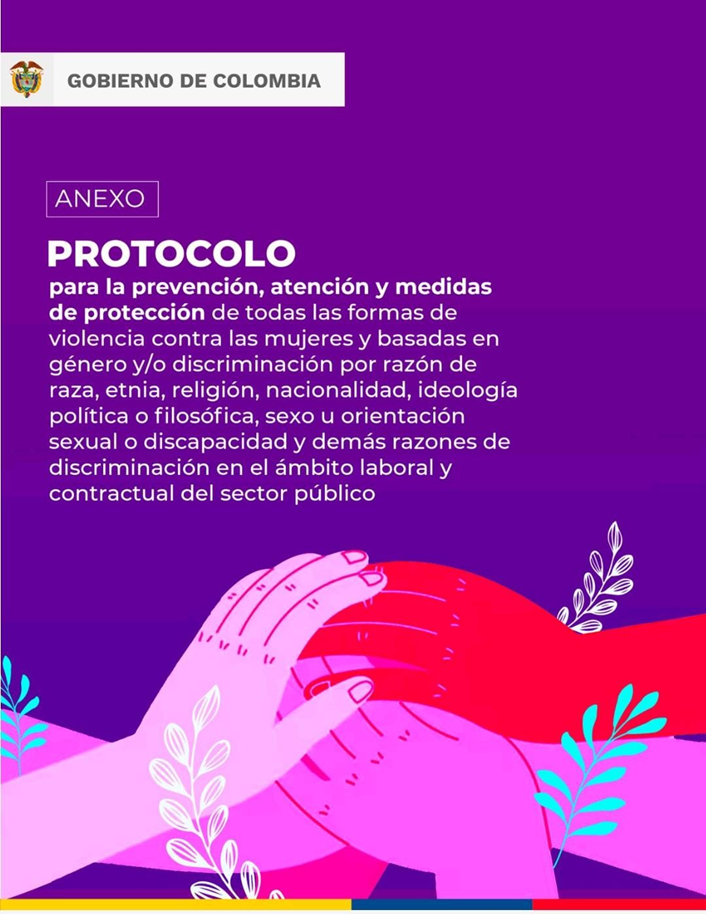 GOBIERNO DE COLOMBIA
ANEXO
PROTOCOLO
para la prevención, atención y medidas
de protección de todas las formas de
violencia contra las mujeres y basadas en
género y/o discriminación por razón de
raza, etnia, religión, nacionalidad, ideología
política o filosófica, sexo u orientación
sexual o discapacidad y demás razones de
discriminación en el ámbito laboral y
contractual del sector público